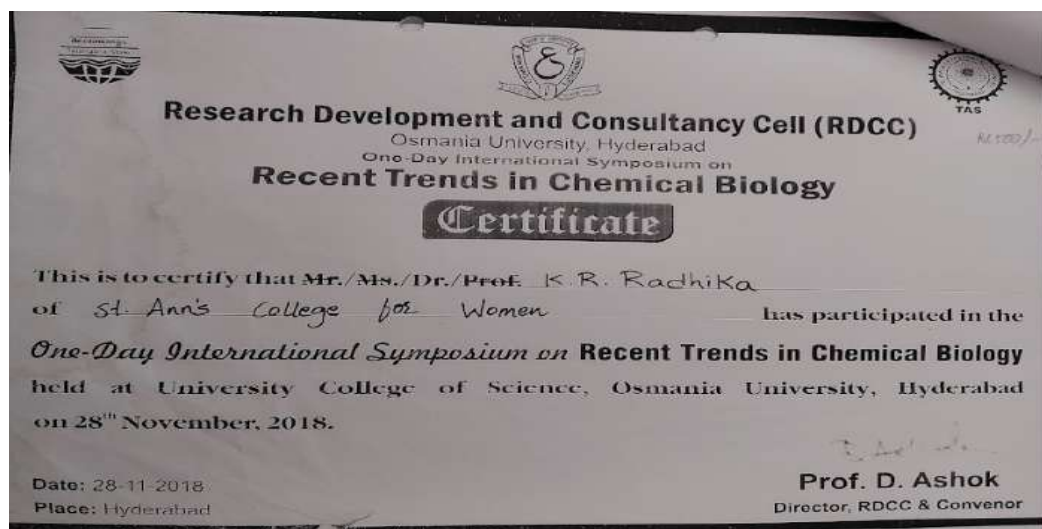 TAS
Research Development and Consultancy Cell (RDCC)
Osmania University, Hyderabad
One-Day International Symposium on
Recent Trends in Chemical Biology
Certificate
This is to certify that Mr./Ms./Dr./Prof. K.R. Radhika
of St. Ann's College for Women has participated in the
One-Day International Symposium on Recent Trends in Chemical Biology
held at University College of Science, Osmania University, Hyderabad
on 28th November, 2018.
Date: 28-11-2018
Place: Hyderabad
Prof. D. Ashok
Director, RDCC & Convenor